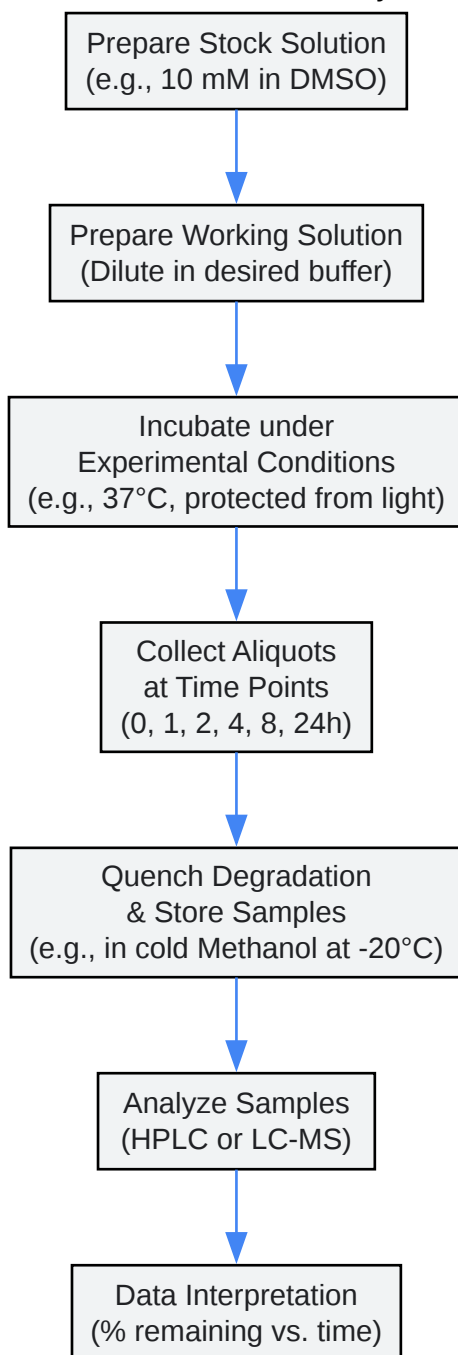 Prepare Stock Solution
(e.g., 10 mM in DMSO)
Prepare Working Solution
(Dilute in desired buffer)
Incubate under
Experimental Conditions
(e.g., 37°C, protected from light)
Collect Aliquots
at Time Points
(0, 1, 2, 4, 8, 24h)
Quench Degradation
& Store Samples
(e.g., in cold Methanol at -20°C)
Analyze Samples
(HPLC or LC-MS)
Data Interpretation
(% remaining vs. time)